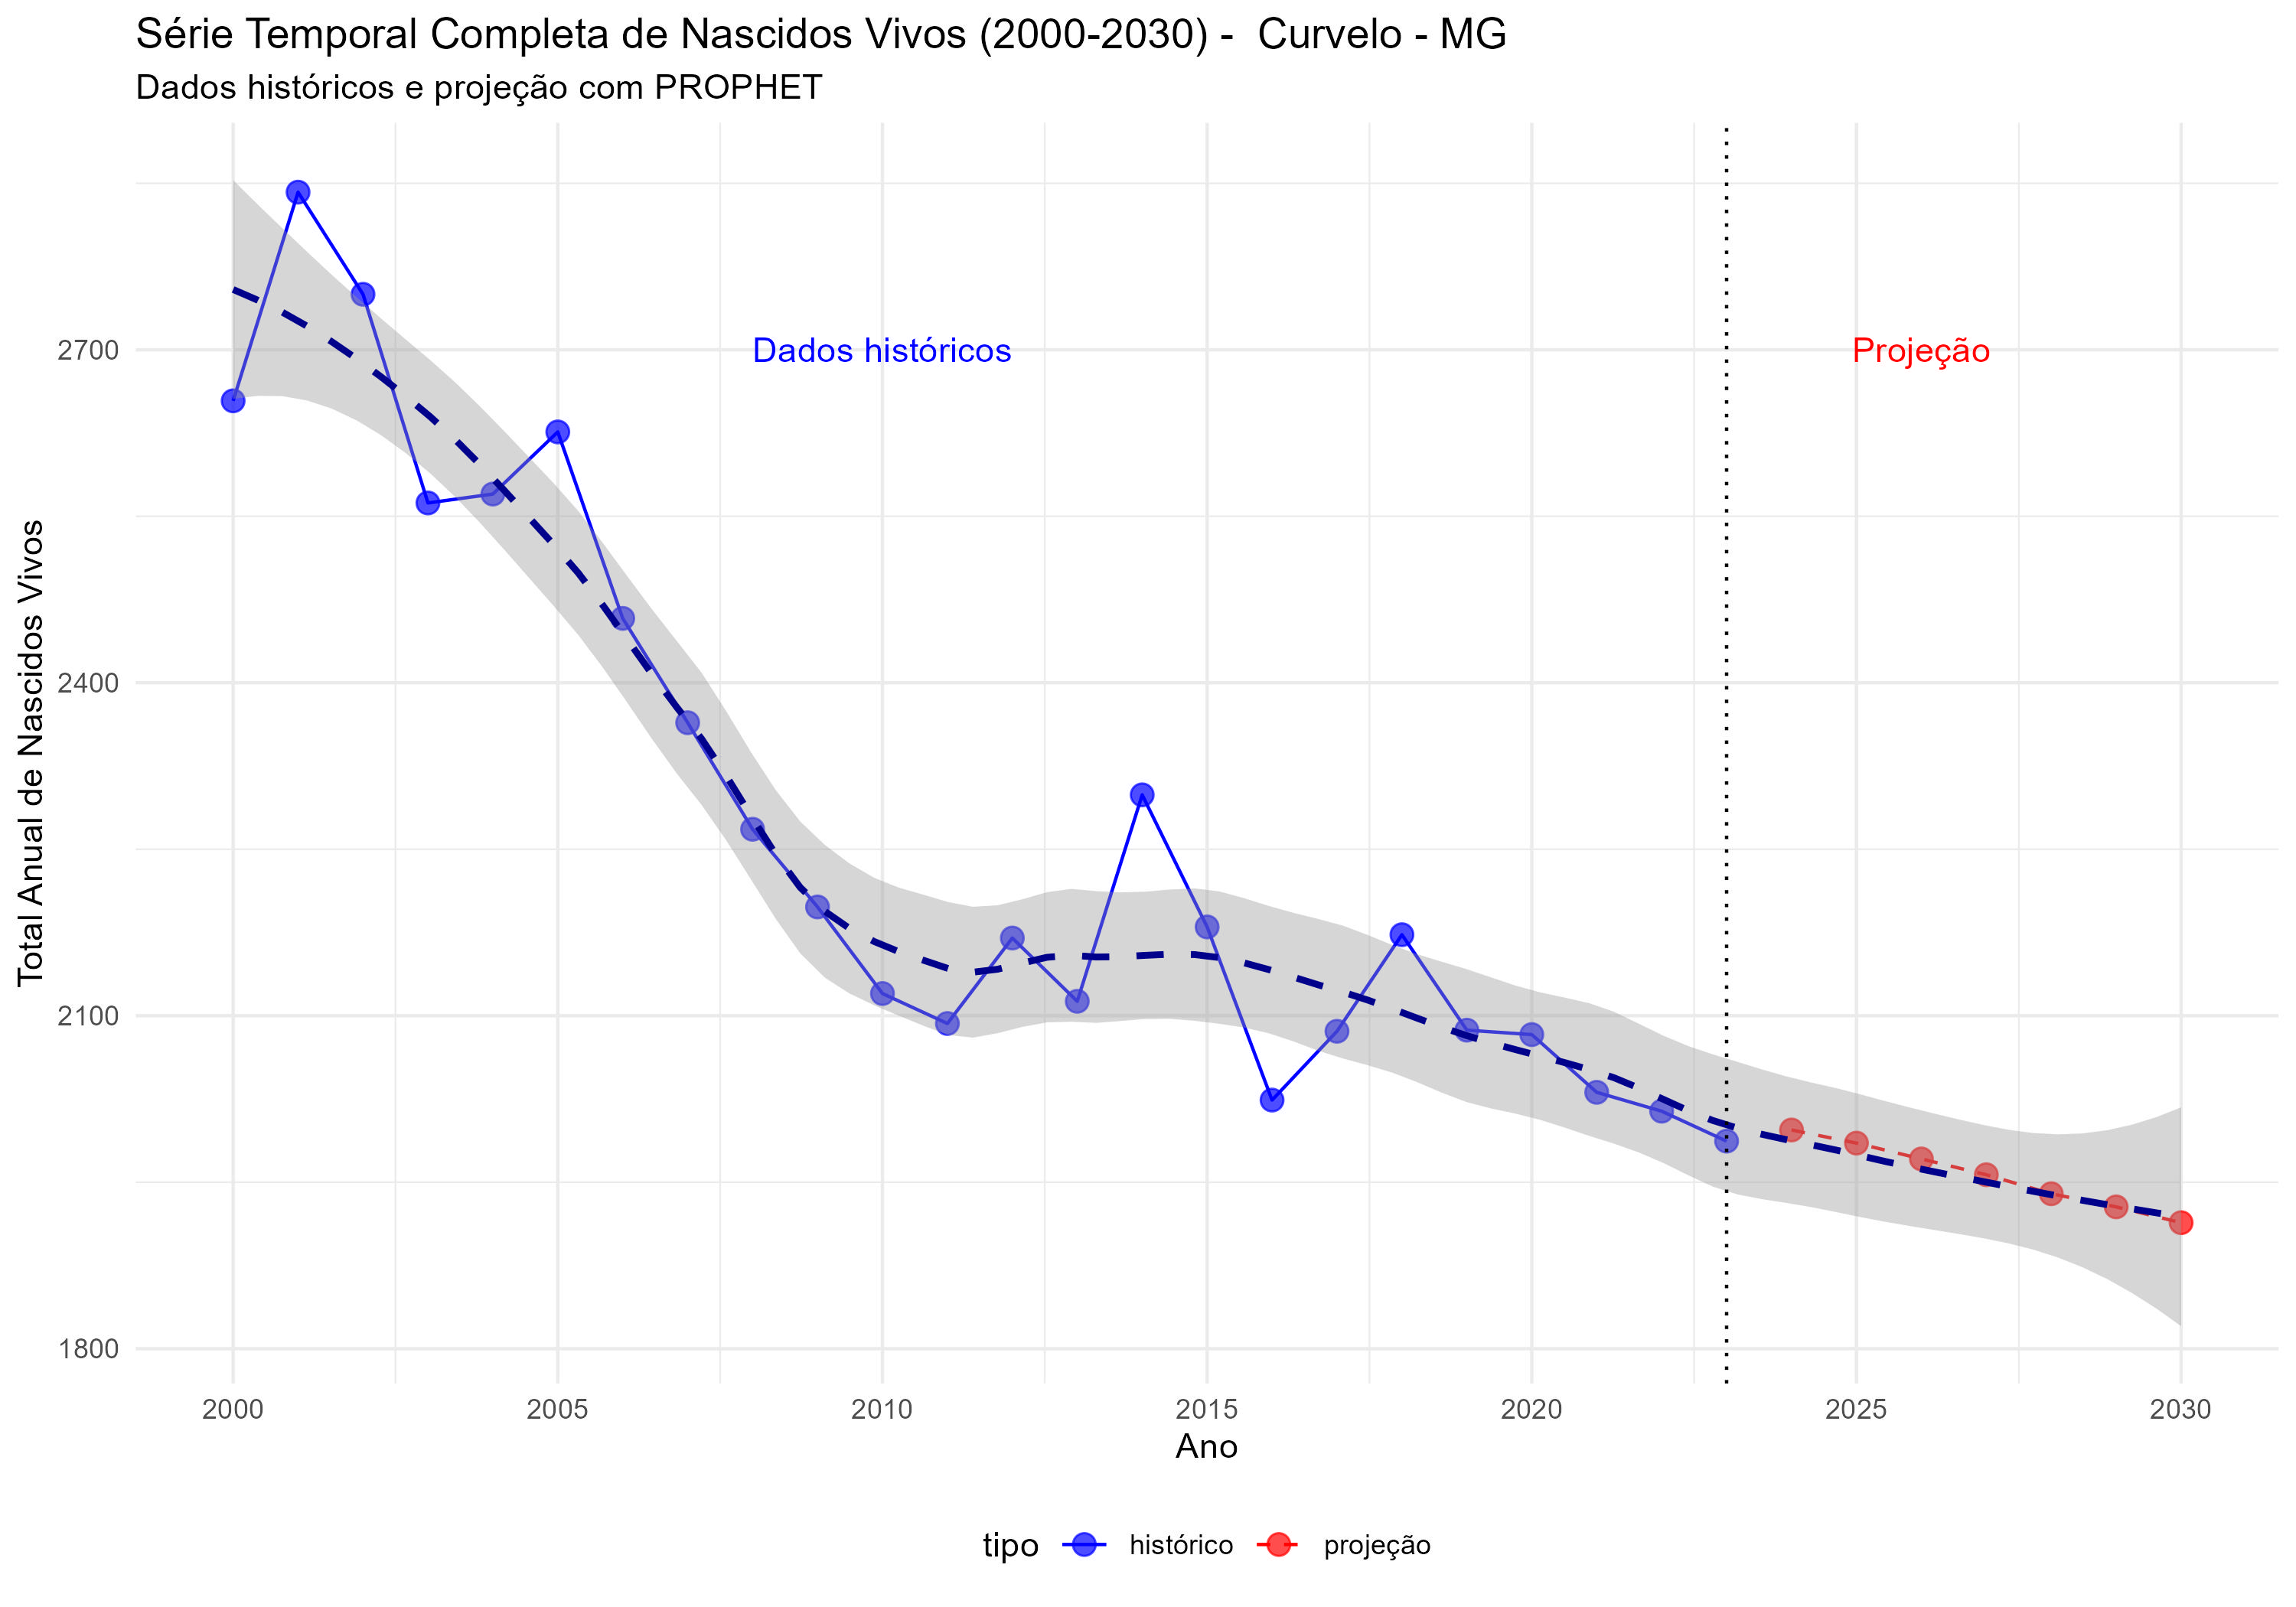 Série Temporal Completa de Nascidos Vivos (2000-2030) -  Curvelo - MG
Dados históricos e projeção com PROPHET
Total Anual de Nascidos Vivos
2700
2400
2100
1800
Dados históricos
Projeção
2000
2005
2010
2015
2020
2025
2030
Ano
tipo
histórico
projeção